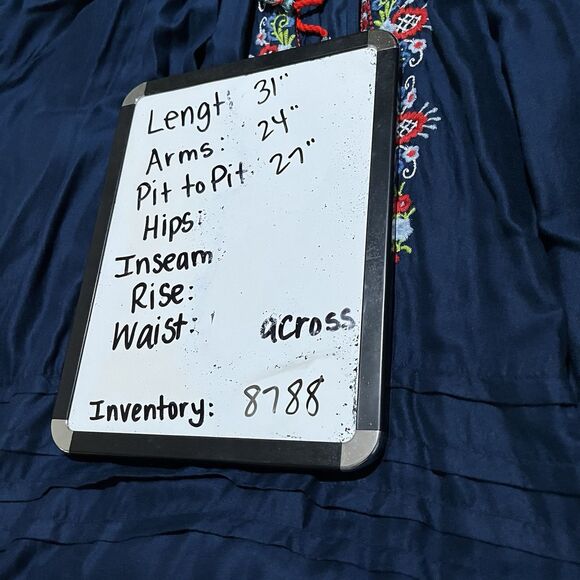 Lengt: 31"
Arms: 24"
Pit to Pit 27"
Hips:
Inseam
Rise:
Waist: across
Inventory: 8788